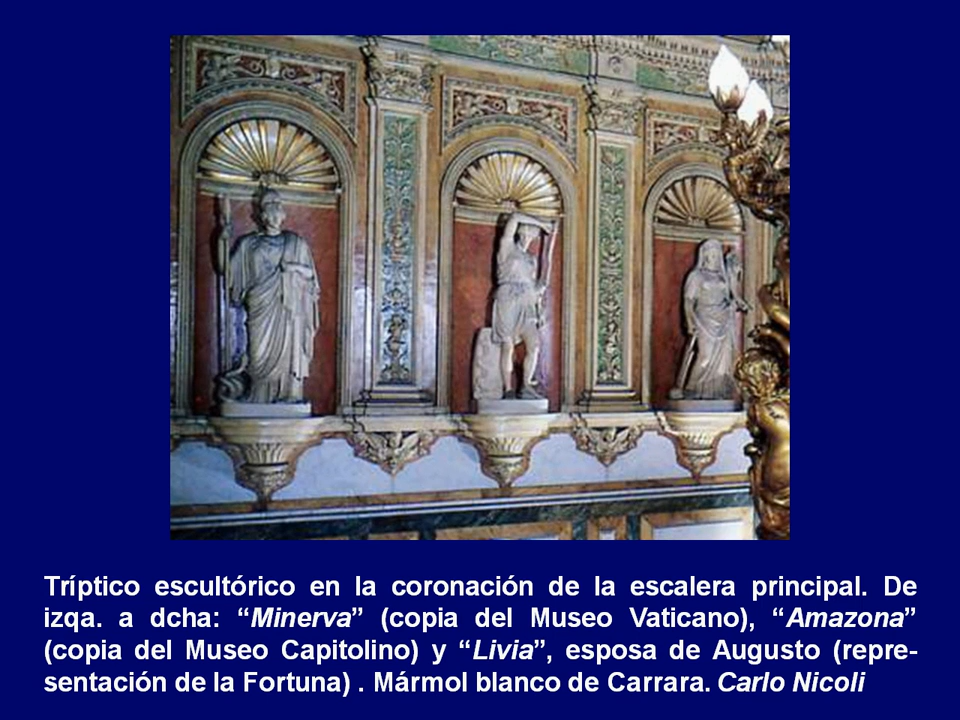 Tríptico escultórico en la coronación de la escalera principal. De
izqa. a dcha: “Minerva” (copia del Museo Vaticano), “Amazona”
(copia del Museo Capitolino) y “Livia”, esposa de Augusto (repre-
sentación de la Fortuna) . Mármol blanco de Carrara. Carlo Nicoli